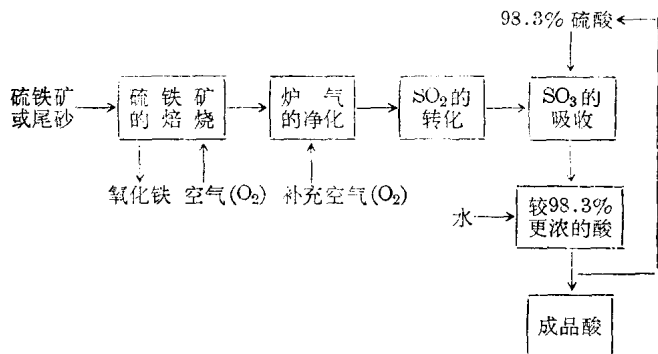 98.3% 硫酸
硫铁矿
或尾砂
硫铁矿
的焙烧
炉气
的净化
SO₂的
转化
SO₃的
吸收
氧化铁
空气(O₂)
补充空气(O₂)
水
较98.3%
更浓的酸
成品酸